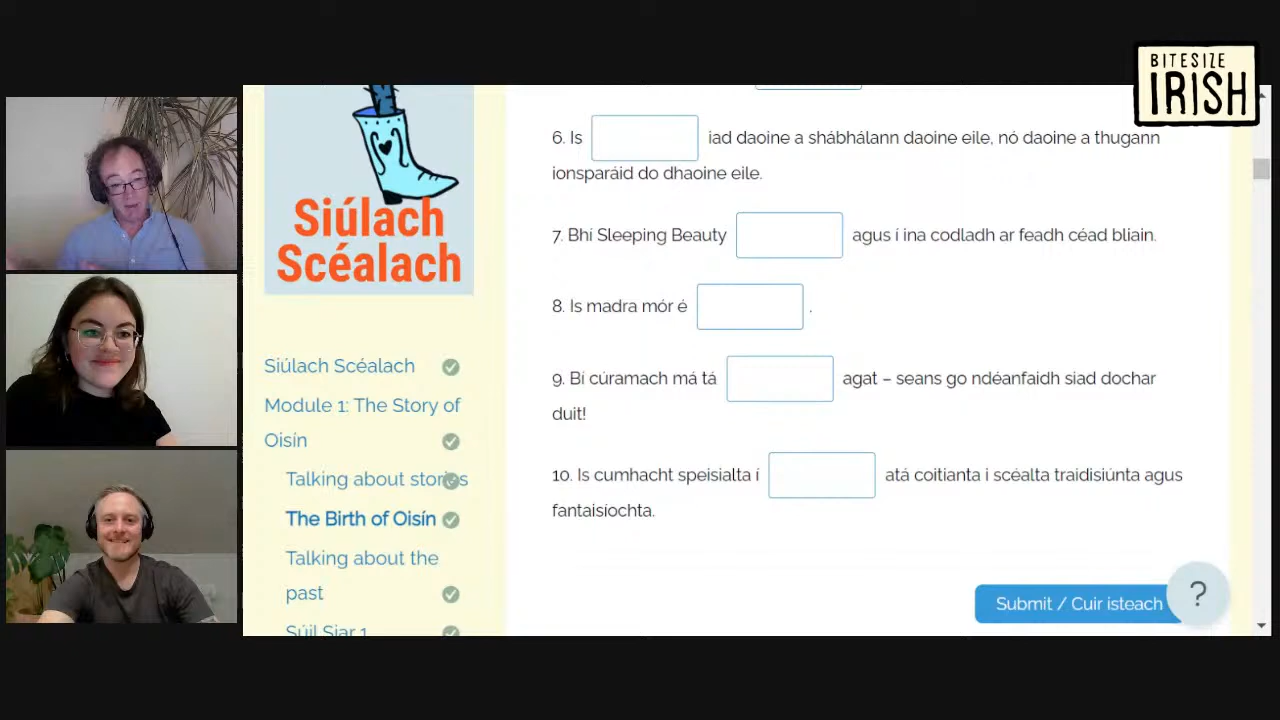 BITESIZE
IRISH
Siúlach
Scéalach
Siúlach Scéalach
Module 1: The Story of
Oisín
Talking about stories
The Birth of Oisín
Talking about the
past
Súil Siar 1
6. Is iad daoine a shábhálann daoine eile, nó daoine a thugann
ionsparáid do dhaoine eile.
7. Bhí Sleeping Beauty agus í ina codladh ar feadh céad bliain.
8. Is madra mór é .
9. Bí cúramach má tá agat – seans go ndéanfaidh siad dochar
duit!
10. Is cumhacht speisialta í atá coitianta i scéalta traidisiúnta agus
fantaisíochta.
Submit / Cuir isteach
?